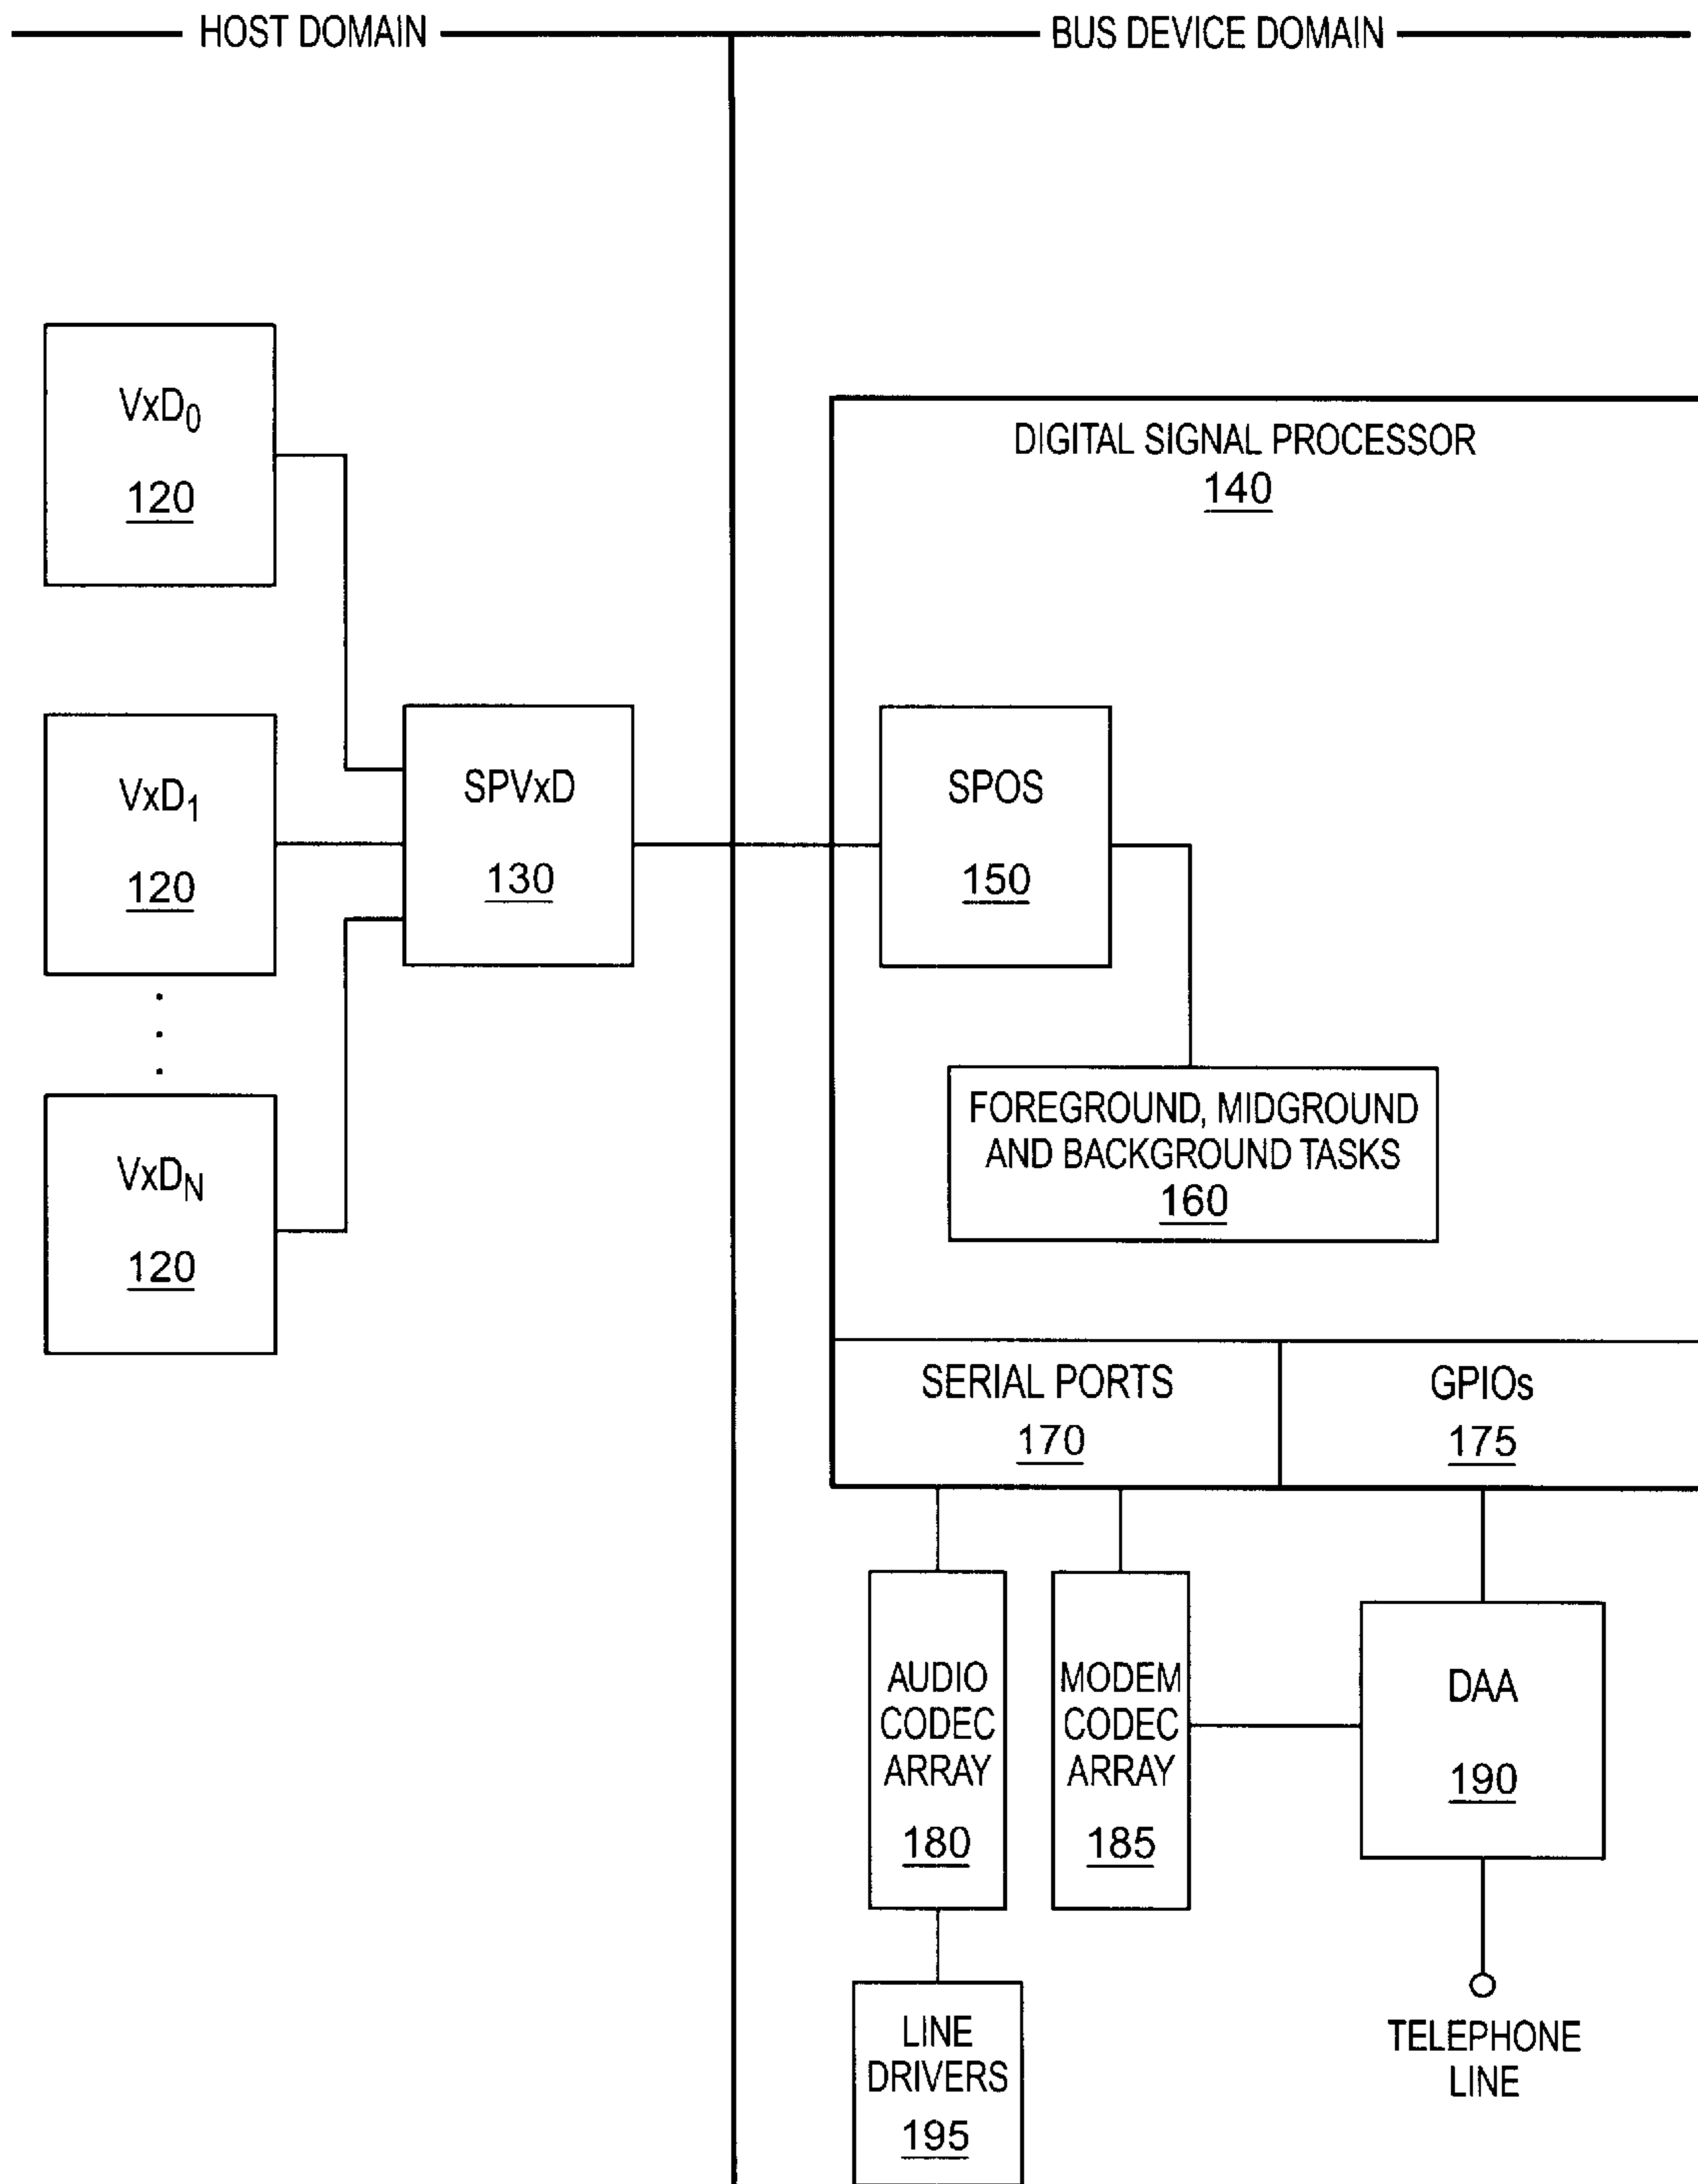 HOST DOMAIN
BUS DEVICE DOMAIN
VxD0
120
VxD1
120
.
.
.
VxDN
120
SPVxD
130
DIGITAL SIGNAL PROCESSOR
140
SPOS
150
FOREGROUND, MIDGROUND
AND BACKGROUND TASKS
160
SERIAL PORTS
170
GPIOs
175
AUDIO
CODEC
ARRAY
180
MODEM
CODEC
ARRAY
185
DAA
190
LINE
DRIVERS
195
TELEPHONE
LINE